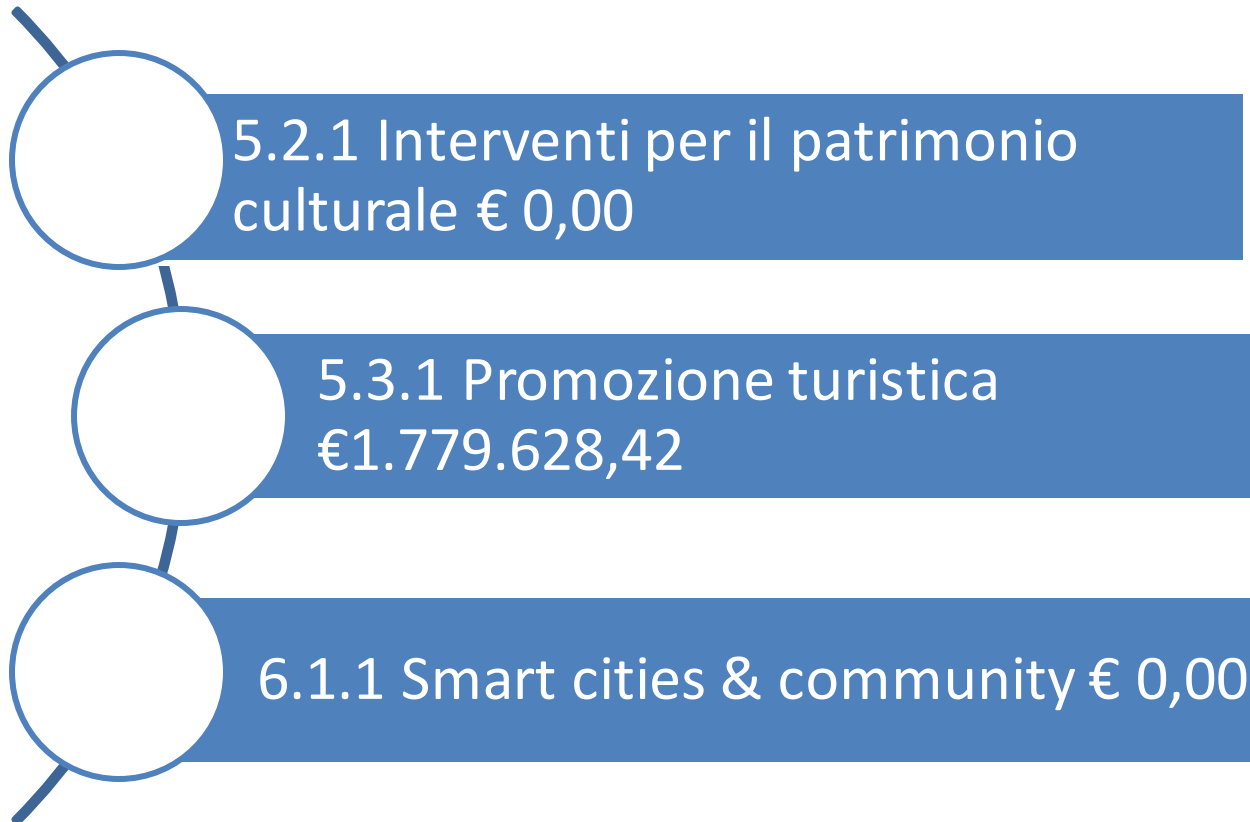 5.2.1 Interventi per il patrimonio
culturale € 0,00
5.3.1 Promozione turistica
€1.779.628,42
6.1.1 Smart cities & community € 0,00